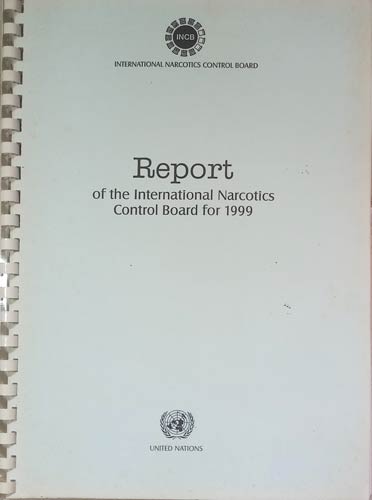 INCB
INTERNATIONAL NARCOTICS CONTROL BOARD
Report
of the International Narcotics
Control Board for 1999
UNITED NATIONS